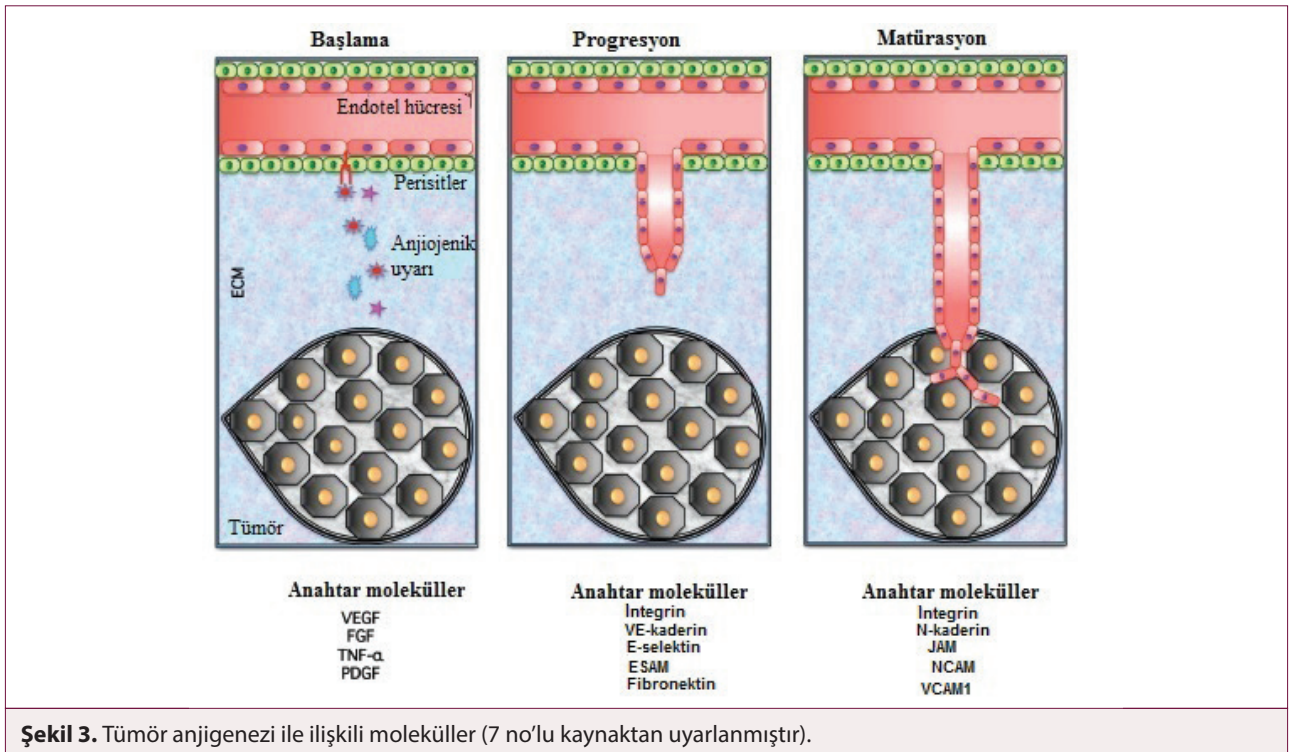 Başlama
Progresyon
Matürasyon
Endotel hücresi
Perisitler
Anjiojenik
uyarı
ECM
Tümör
Anahtar moleküller
VEGF
FGF
TNF-α
PDGF
Anahtar moleküller
İntegrin
VE-kaderin
E-selektin
ESAM
Fibronektin
Anahtar moleküller
İntegrin
N-kaderin
JAM
NCAM
VCAM1
Şekil 3. Tümör anjigenezi ile ilişkili moleküller (7 no’lu kaynaktan uyarlanmıştır).